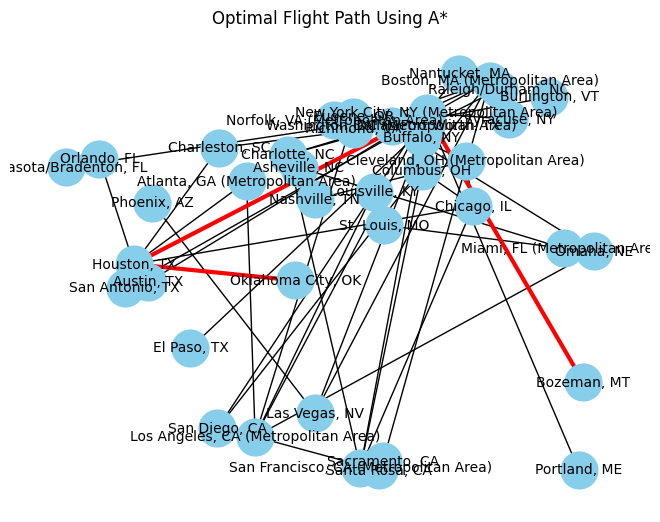 Optimal Flight Path Using A*
Nantucket, MA
Boston, MA (Metropolitan Area)
Raleigh/Durham, NC
Burlington, VT
New York City, NY (Metropolitan Area)
Norfolk, VA
Syracuse, NY
Buffalo, NY
Charleston, SC
Charlotte, NC
Orlando, FL
asota/Bradenton, FL
Asheville, NC
Cleveland, OH (Metropolitan Area)
Columbus, OH
Atlanta, GA (Metropolitan Area)
Louisville, KY
Phoenix, AZ
Nashville, TN
Chicago, IL
St. Louis, MO
Miami, FL (Metropolitan Are
Omaha, NE
Houston, TX
Austin, TX
San Antonio, TX
Oklahoma City, OK
El Paso, TX
Bozeman, MT
Las Vegas, NV
San Diego, CA
Los Angeles, CA (Metropolitan Area)
Sacramento, CA
San Francisco, CA (Metropolitan Area)
Santa Rosa, CA
Portland, ME